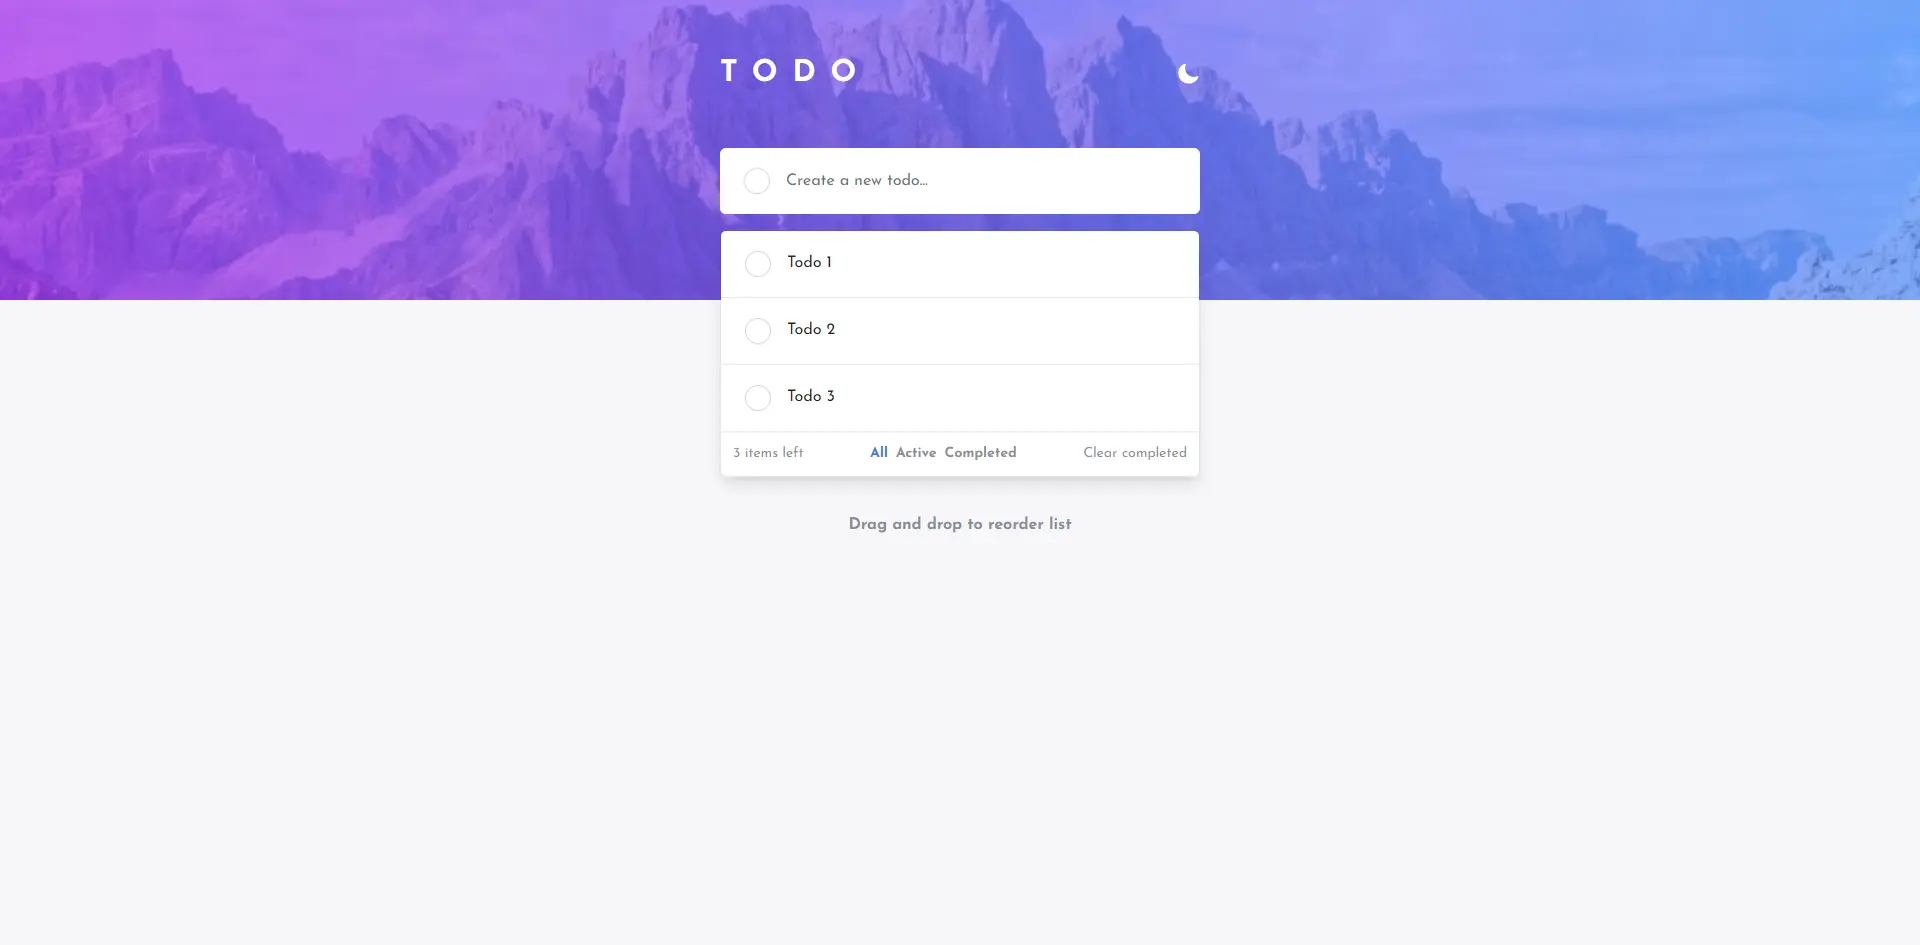 TODO
Create a new todo...
Todo 1
Todo 2
Todo 3
3 items left All Active Completed Clear completed
Drag and drop to reorder list